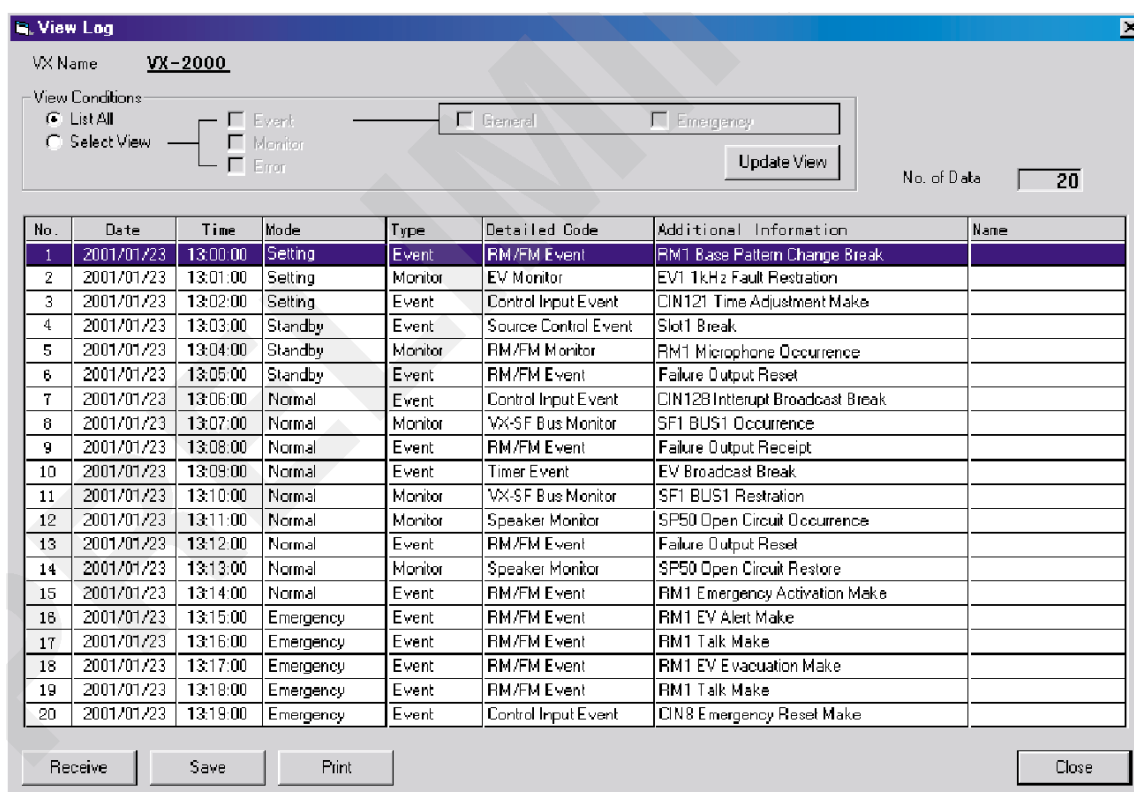 View Log
VX Name VX-2000
View Conditions
List All Event General Emergency
Select View Monitor
Error
Update View
No. of Data 20
No. Date Time Mode Type Detailed Code Additional Information Name
1 2001/01/23 13:00:00 Setting Event RM/FM Event RM1 Base Pattern Change Break
2 2001/01/23 13:01:00 Setting Monitor EV Monitor EV1 1kHz Fault Restration
3 2001/01/23 13:02:00 Setting Event Control Input Event CIN121 Time Adjustment Make
4 2001/01/23 13:03:00 Standby Event Source Control Event Slot1 Break
5 2001/01/23 13:04:00 Standby Monitor RM/FM Monitor RM1 Microphone Occurrence
6 2001/01/23 13:05:00 Standby Event RM/FM Event Failure Output Reset
7 2001/01/23 13:06:00 Normal Event Control Input Event CIN128 Intterupt Broadcast Break
8 2001/01/23 13:07:00 Normal Monitor VX-SF Bus Monitor SF1 BUS1 Occurrence
9 2001/01/23 13:08:00 Normal Event RM/FM Event Failure Output Receipt
10 2001/01/23 13:09:00 Normal Event Timer Event EV Broadcast Break
11 2001/01/23 13:10:00 Normal Monitor VX-SF Bus Monitor SF1 BUS1 Restration
12 2001/01/23 13:11:00 Normal Monitor Speaker Monitor SP50 Open Circuit Occurrence
13 2001/01/23 13:12:00 Normal Event RM/FM Event Failure Output Reset
14 2001/01/23 13:13:00 Normal Monitor Speaker Monitor SP50 Open Circuit Restore
15 2001/01/23 13:14:00 Normal Event RM/FM Event RM1 Emergency Activation Make
16 2001/01/23 13:15:00 Emergency Event RM/FM Event RM1 EV Alert Make
17 2001/01/23 13:16:00 Emergency Event RM/FM Event RM1 Talk Make
18 2001/01/23 13:17:00 Emergency Event RM/FM Event RM1 EV Evacuation Make
19 2001/01/23 13:18:00 Emergency Event RM/FM Event RM1 Talk Make
20 2001/01/23 13:19:00 Emergency Event Control Input Event CIN8 Emergency Reset Make
Receive Save Print Close